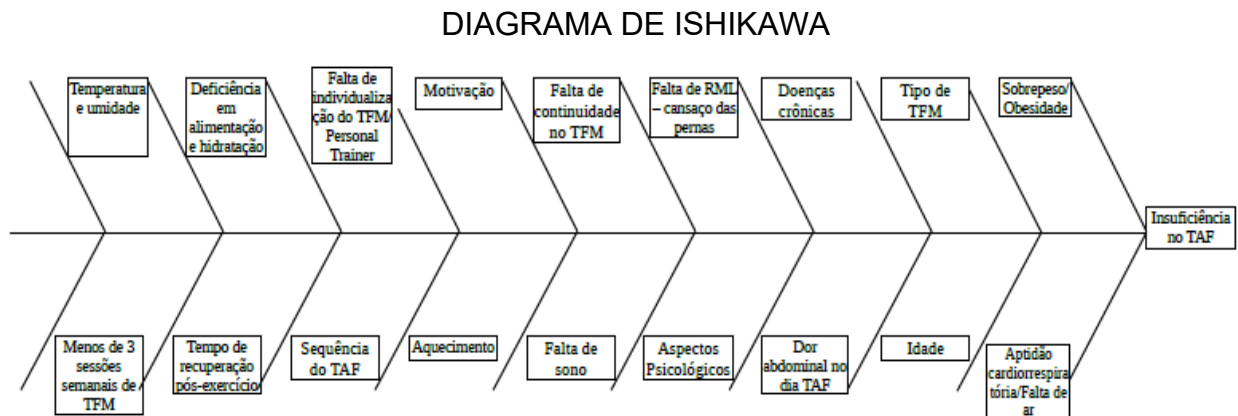 DIAGRAMA DE ISHIKAWA
Temperatura
e umidade
Deficiência
em
alimentação
e hidratação
Falta de
individualiza
ção do TFM/
Personal
Trainer
Motivação
Falta de
continuidade
no TFM
Falta de RML
– cansaço das
pernas
Doenças
crônicas
Tipo de
TFM
Sobrepeso/
Obesidade
Insuficiência
no TAF
Menos de 3
sessões
semanais de
TFM
Tempo de
recuperação
pós-exercício
Sequência
do TAF
Aquecimento
Falta de
sono
Aspectos
Psicológicos
Dor
abdominal no
dia TAF
Idade
Aptidão
cardiorrespira
tória/Falta de
ar